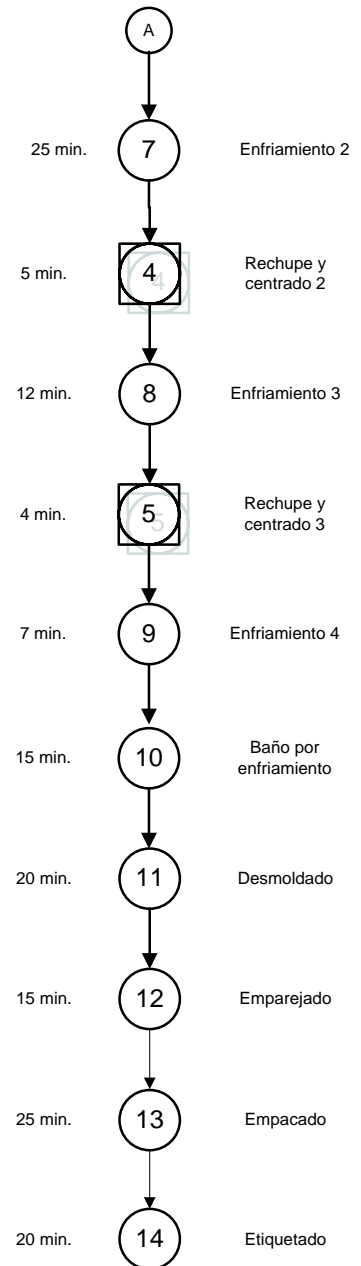 A
25 min. 7 Enfriamiento 2
5 min. 4 4 Rechupe y
centrado 2
12 min. 8 Enfriamiento 3
4 min. 5 5 Rechupe y
centrado 3
7 min. 9 Enfriamiento 4
15 min. 10 Baño por
enfriamiento
20 min. 11 Desmoldado
15 min. 12 Emparejado
25 min. 13 Empacado
20 min. 14 Etiquetado